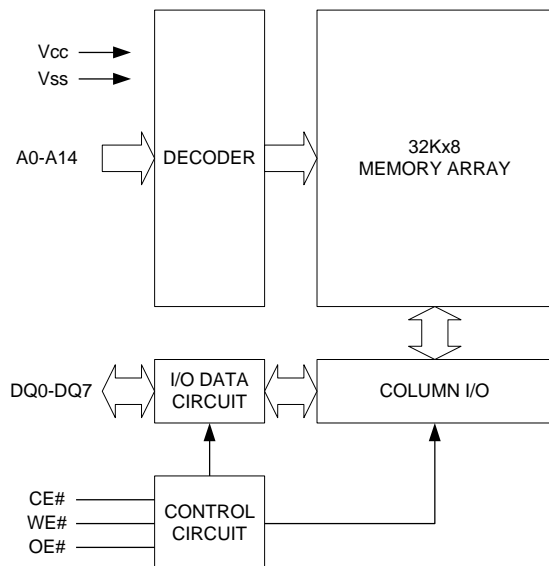 Vcc
Vss
A0-A14
DECODER
32Kx8
MEMORY ARRAY
DQ0-DQ7
I/O DATA
CIRCUIT
COLUMN I/O
CE#
WE#
OE#
CONTROL
CIRCUIT